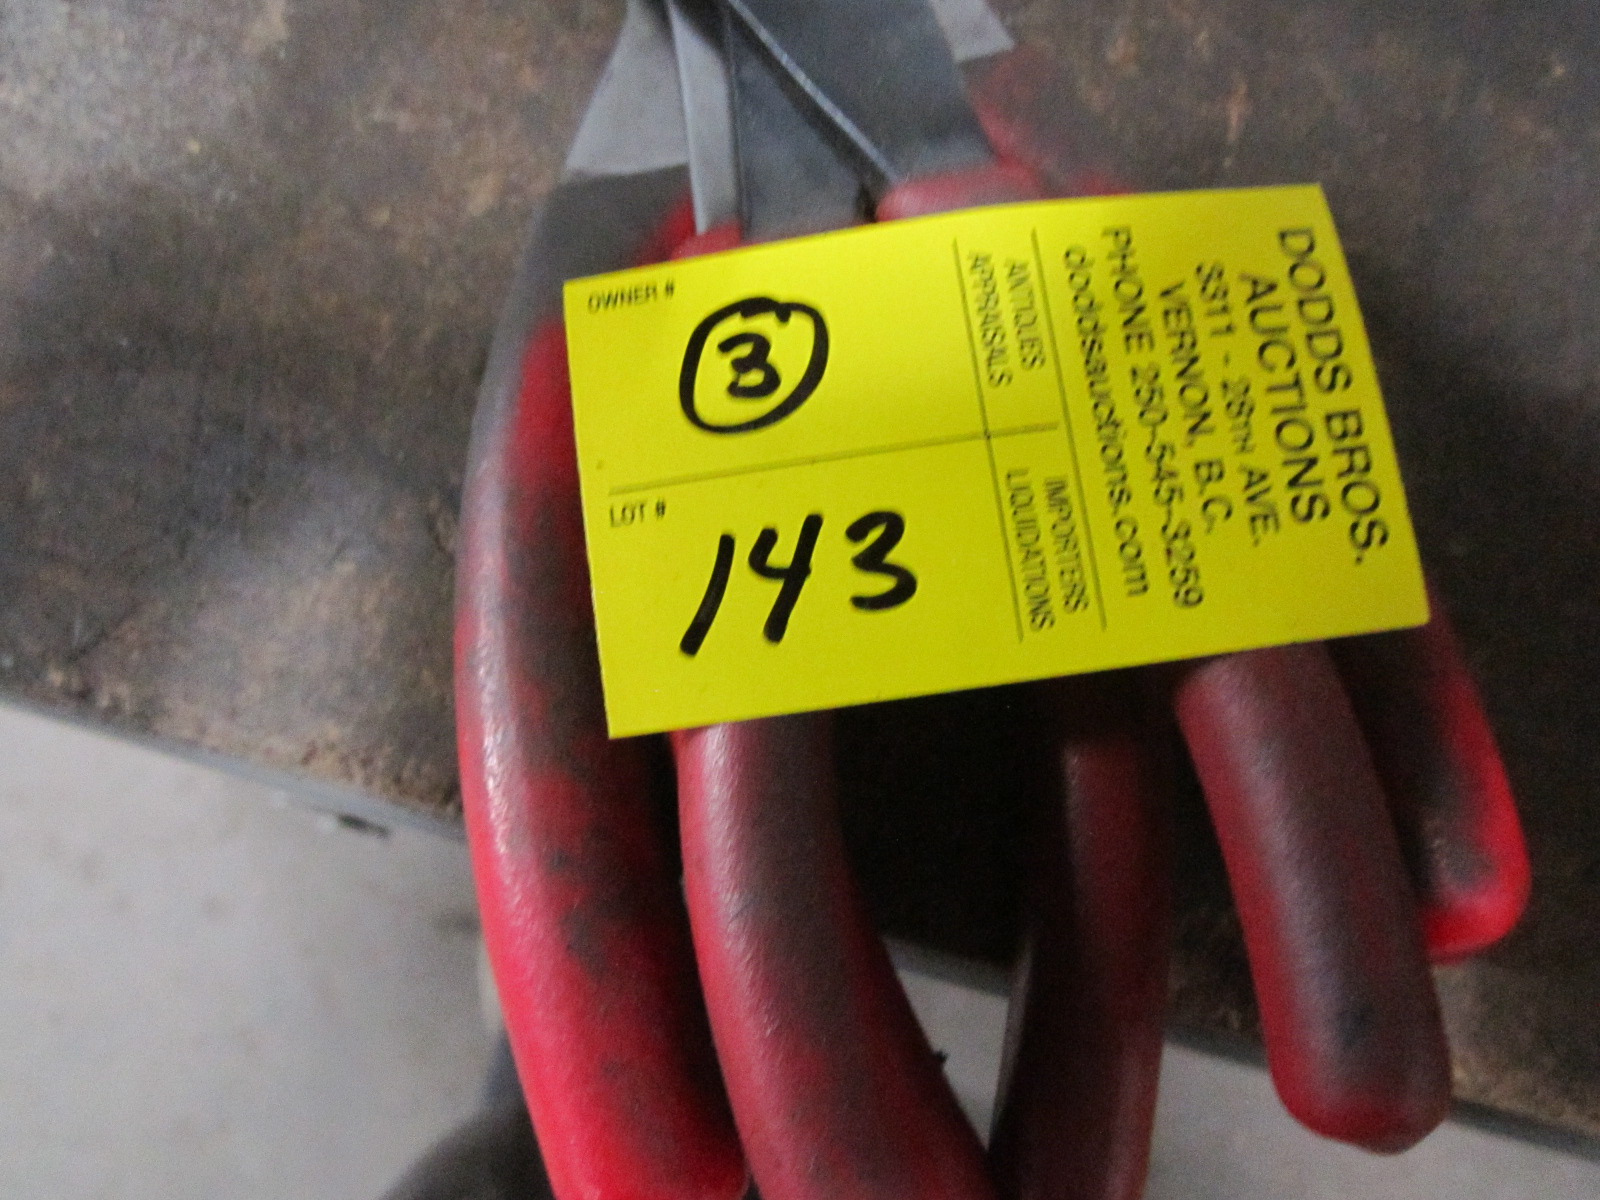 DODDS BROS.
AUCTIONS
3311 - 28TH AVE.
VERNON, B.C.
PHONE 250-545-3259
doddsauctions.com
ANTIQUES
APPRAISALS
IMPORTERS
LIQUIDATIONS
OWNER #
3
LOT #
143